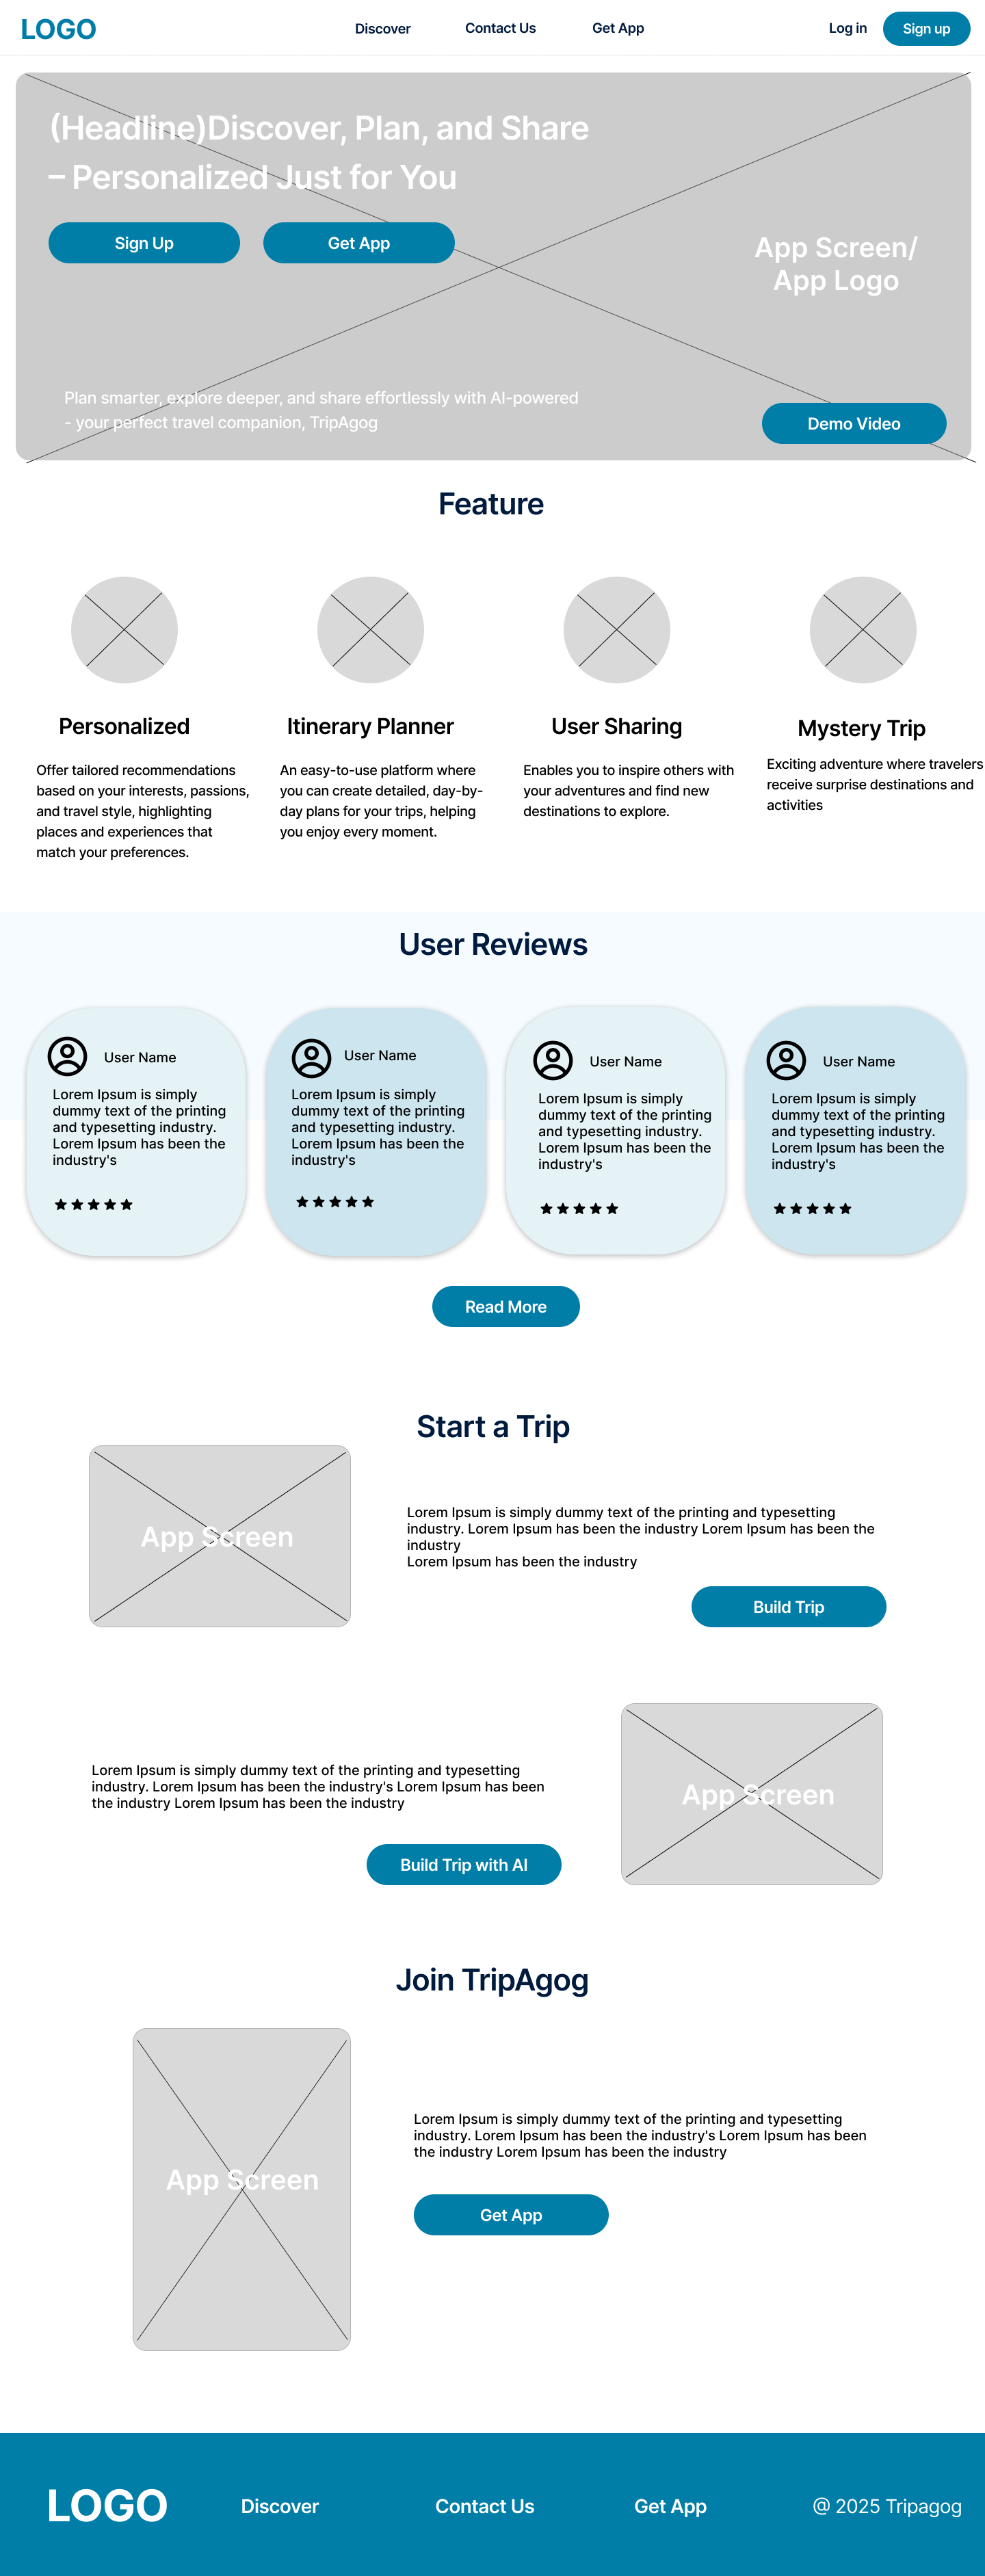 LOGO
Discover
Contact Us
Get App
Log in
Sign up
(Headline)Discover, Plan, and Share
– Personalized Just for You
Sign Up
Get App
App Screen/
App Logo
Plan smarter, explore deeper, and share effortlessly with AI-powered
- your perfect travel companion, TripAgog
Demo Video
Feature
Personalized
Offer tailored recommendations
based on your interests, passions,
and travel style, highlighting
places and experiences that
match your preferences.
Itinerary Planner
An easy-to-use platform where
you can create detailed, day-by-
day plans for your trips, helping
you enjoy every moment.
User Sharing
Enables you to inspire others with
your adventures and find new
destinations to explore.
Mystery Trip
Exciting adventure where travelers
receive surprise destinations and
activities
User Reviews
User Name
Lorem Ipsum is simply
dummy text of the printing
and typesetting industry.
Lorem Ipsum has been the
industry's
User Name
Lorem Ipsum is simply
dummy text of the printing
and typesetting industry.
Lorem Ipsum has been the
industry's
User Name
Lorem Ipsum is simply
dummy text of the printing
and typesetting industry.
Lorem Ipsum has been the
industry's
User Name
Lorem Ipsum is simply
dummy text of the printing
and typesetting industry.
Lorem Ipsum has been the
industry's
Read More
Start a Trip
App Screen
Lorem Ipsum is simply dummy text of the printing and typesetting
industry. Lorem Ipsum has been the industry Lorem Ipsum has been the
industry
Lorem Ipsum has been the industry
Build Trip
Lorem Ipsum is simply dummy text of the printing and typesetting
industry. Lorem Ipsum has been the industry's Lorem Ipsum has been
the industry Lorem Ipsum has been the industry
Build Trip with AI
App Screen
Join TripAgog
App Screen
Lorem Ipsum is simply dummy text of the printing and typesetting
industry. Lorem Ipsum has been the industry's Lorem Ipsum has been
the industry Lorem Ipsum has been the industry
Get App
LOGO
Discover
Contact Us
Get App
@ 2025 Tripagog